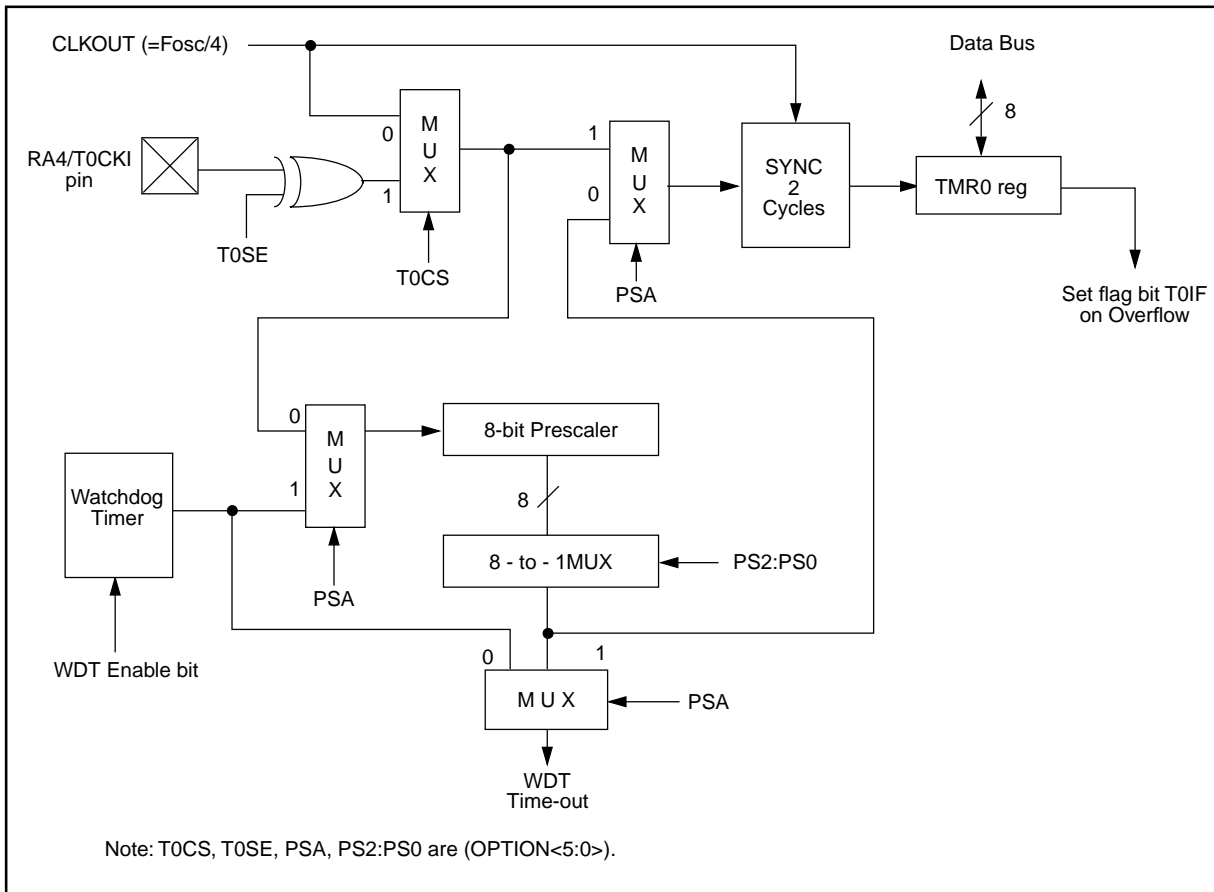 CLKOUT (=Fosc/4)
Data Bus
8
RA4/T0CKI
pin
T0SE
0
1
M
U
X
T0CS
1
0
M
U
X
PSA
SYNC
2
Cycles
TMR0 reg
Set flag bit T0IF
on Overflow
0
1
M
U
X
PSA
8-bit Prescaler
8
Watchdog
Timer
WDT Enable bit
8 - to - 1MUX
PS2:PS0
0
1
M U X
PSA
WDT
Time-out
Note: T0CS, T0SE, PSA, PS2:PS0 are (OPTION<5:0>).